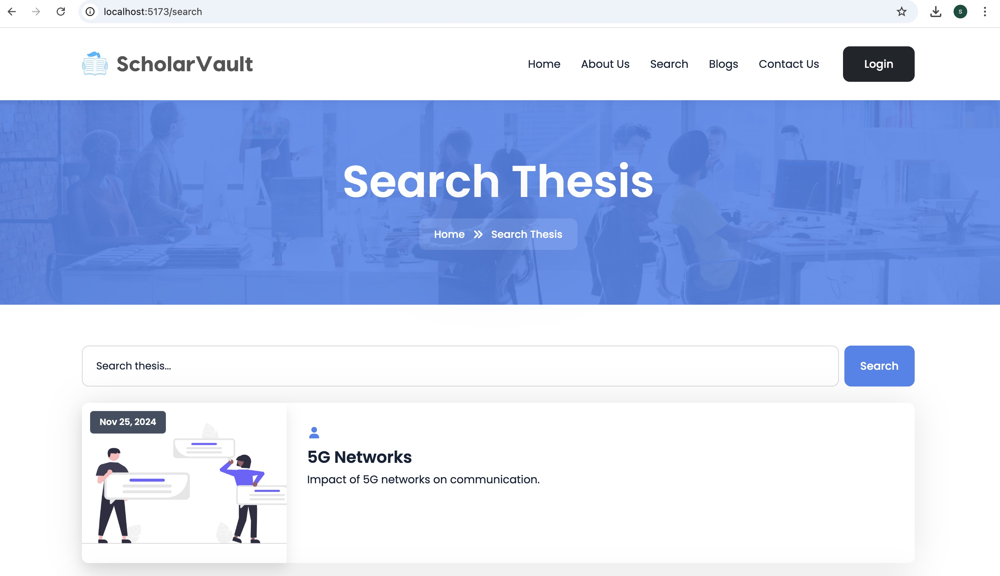 localhost:5173/search
S
ScholarVault
Home About Us Search Blogs Contact Us Login
Search Thesis
Home » Search Thesis
Search thesis...
Search
Nov 25, 2024
5G Networks
Impact of 5G networks on communication.